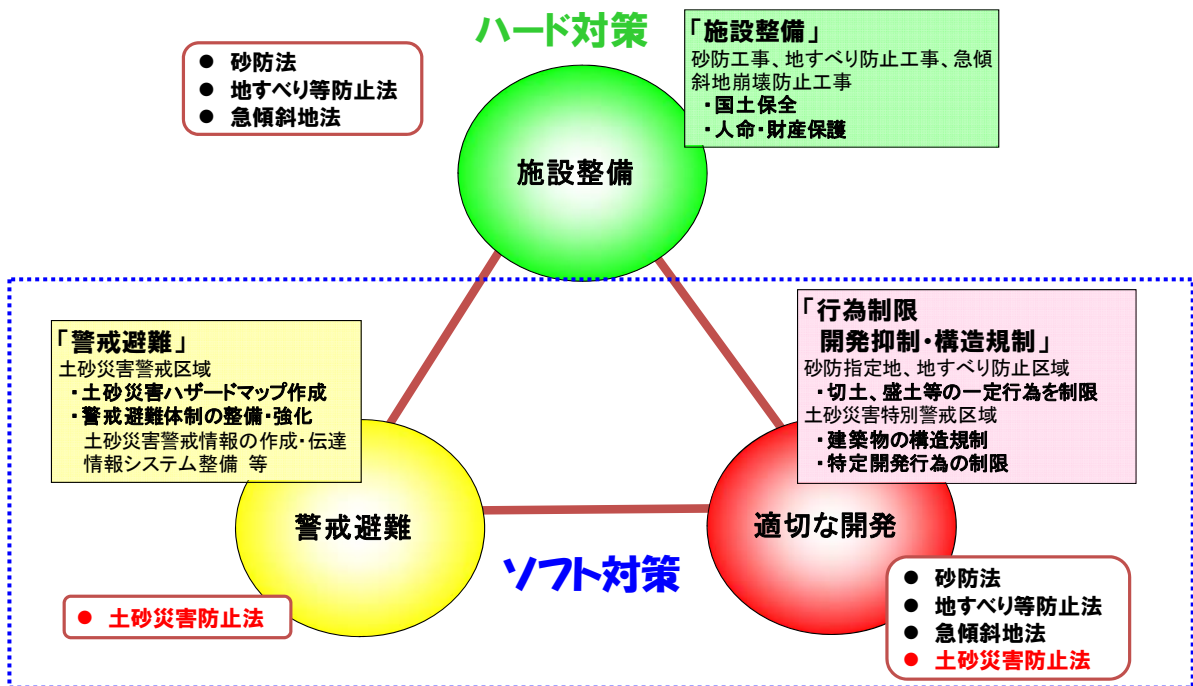 ハード対策
● 砂防法
● 地すべり等防止法
● 急傾斜地法
「施設整備」
砂防工事、地すべり防止工事、急傾
斜地崩壊防止工事
・国土保全
・人命・財産保護
施設整備
「警戒避難」
土砂災害警戒区域
・土砂災害ハザードマップ作成
・警戒避難体制の整備・強化
土砂災害警戒情報の作成・伝達
情報システム整備 等
「行為制限
開発抑制・構造規制」
砂防指定地、地すべり防止区域
・切土、盛土等の一定行為を制限
土砂災害特別警戒区域
・建築物の構造規制
・特定開発行為の制限
警戒避難
適切な開発
ソフト対策
● 土砂災害防止法
● 砂防法
● 地すべり等防止法
● 急傾斜地法
● 土砂災害防止法